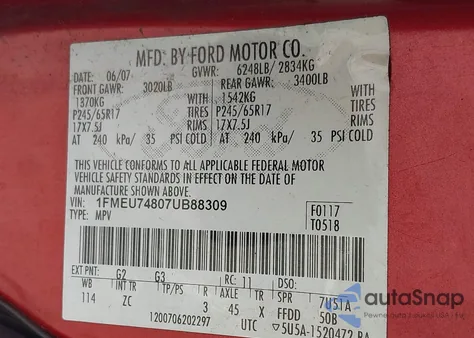 MFD. BY FORD MOTOR CO.
DATE: 06/07 GVWR: 6248LB/ 2834KG
FRONT GAWR: 3020LB REAR GAWR: 3400LB
1370KG WITH 1542KG WITH
P245/65R17 TIRES P245/65R17 TIRES
17X7.5J RIMS 17X7.5J RIMS
AT 240 kPa/ 35 PSI COLD AT 240 kPa/ 35 PSI COLD
THIS VEHICLE CONFORMS TO ALL APPLICABLE FEDERAL MOTOR
VEHICLE SAFETY STANDARDS IN EFFECT ON THE DATE OF
MANUFACTURE SHOWN ABOVE.
VIN: 1FMEU74807UB88309
TYPE: MPV
F0117
T0518
EXT PNT: G2 G3 RC: 11 DSO:
WB INT TR TP/PS R AXLE TR SPR 7U51A
114 ZC 3 45 X FFDD 50B
1200706202297 UTC ▽5U5A-1520472
autoSnap